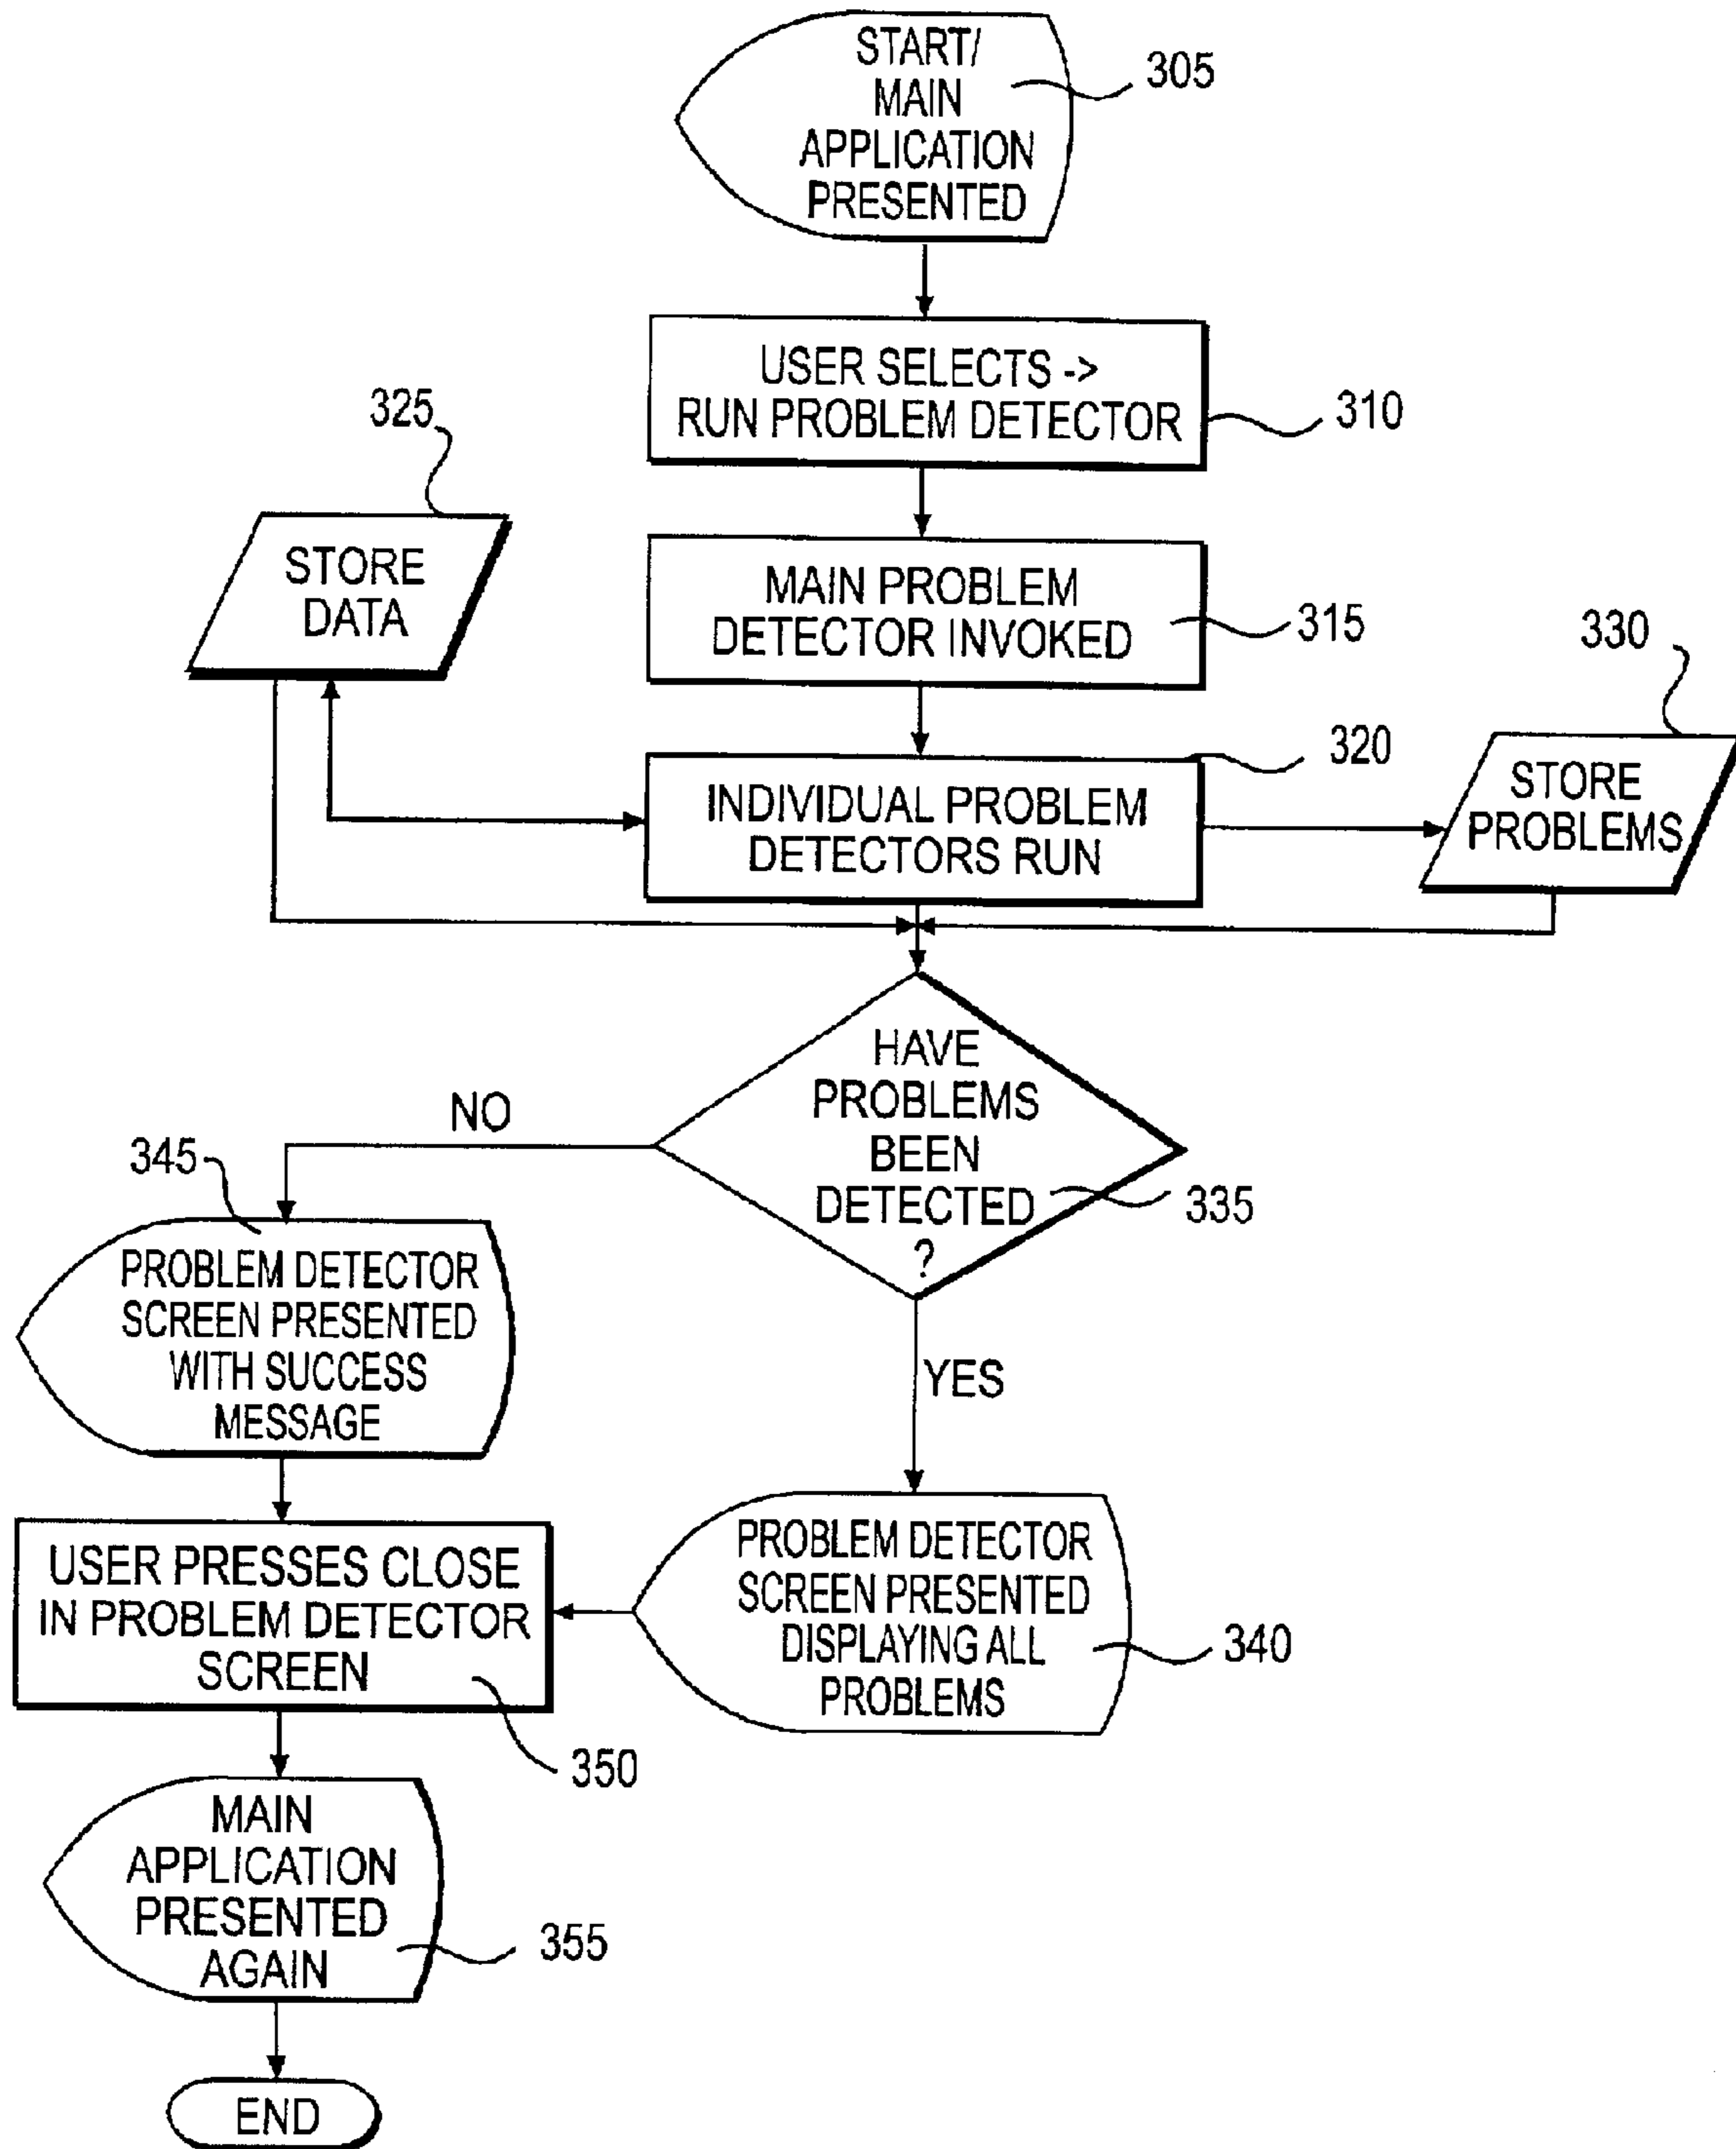 START/
MAIN
APPLICATION
PRESENTED
305
USER SELECTS ->
RUN PROBLEM DETECTOR
310
325
STORE
DATA
MAIN PROBLEM
DETECTOR INVOKED
315
330
STORE
PROBLEMS
320
INDIVIDUAL PROBLEM
DETECTORS RUN
HAVE
PROBLEMS
BEEN
DETECTED
?
335
NO
345
PROBLEM DETECTOR
SCREEN PRESENTED
WITH SUCCESS
MESSAGE
YES
PROBLEM DETECTOR
SCREEN PRESENTED
DISPLAYING ALL
PROBLEMS
340
USER PRESSES CLOSE
IN PROBLEM DETECTOR
SCREEN
350
MAIN
APPLICATION
PRESENTED
AGAIN
355
END